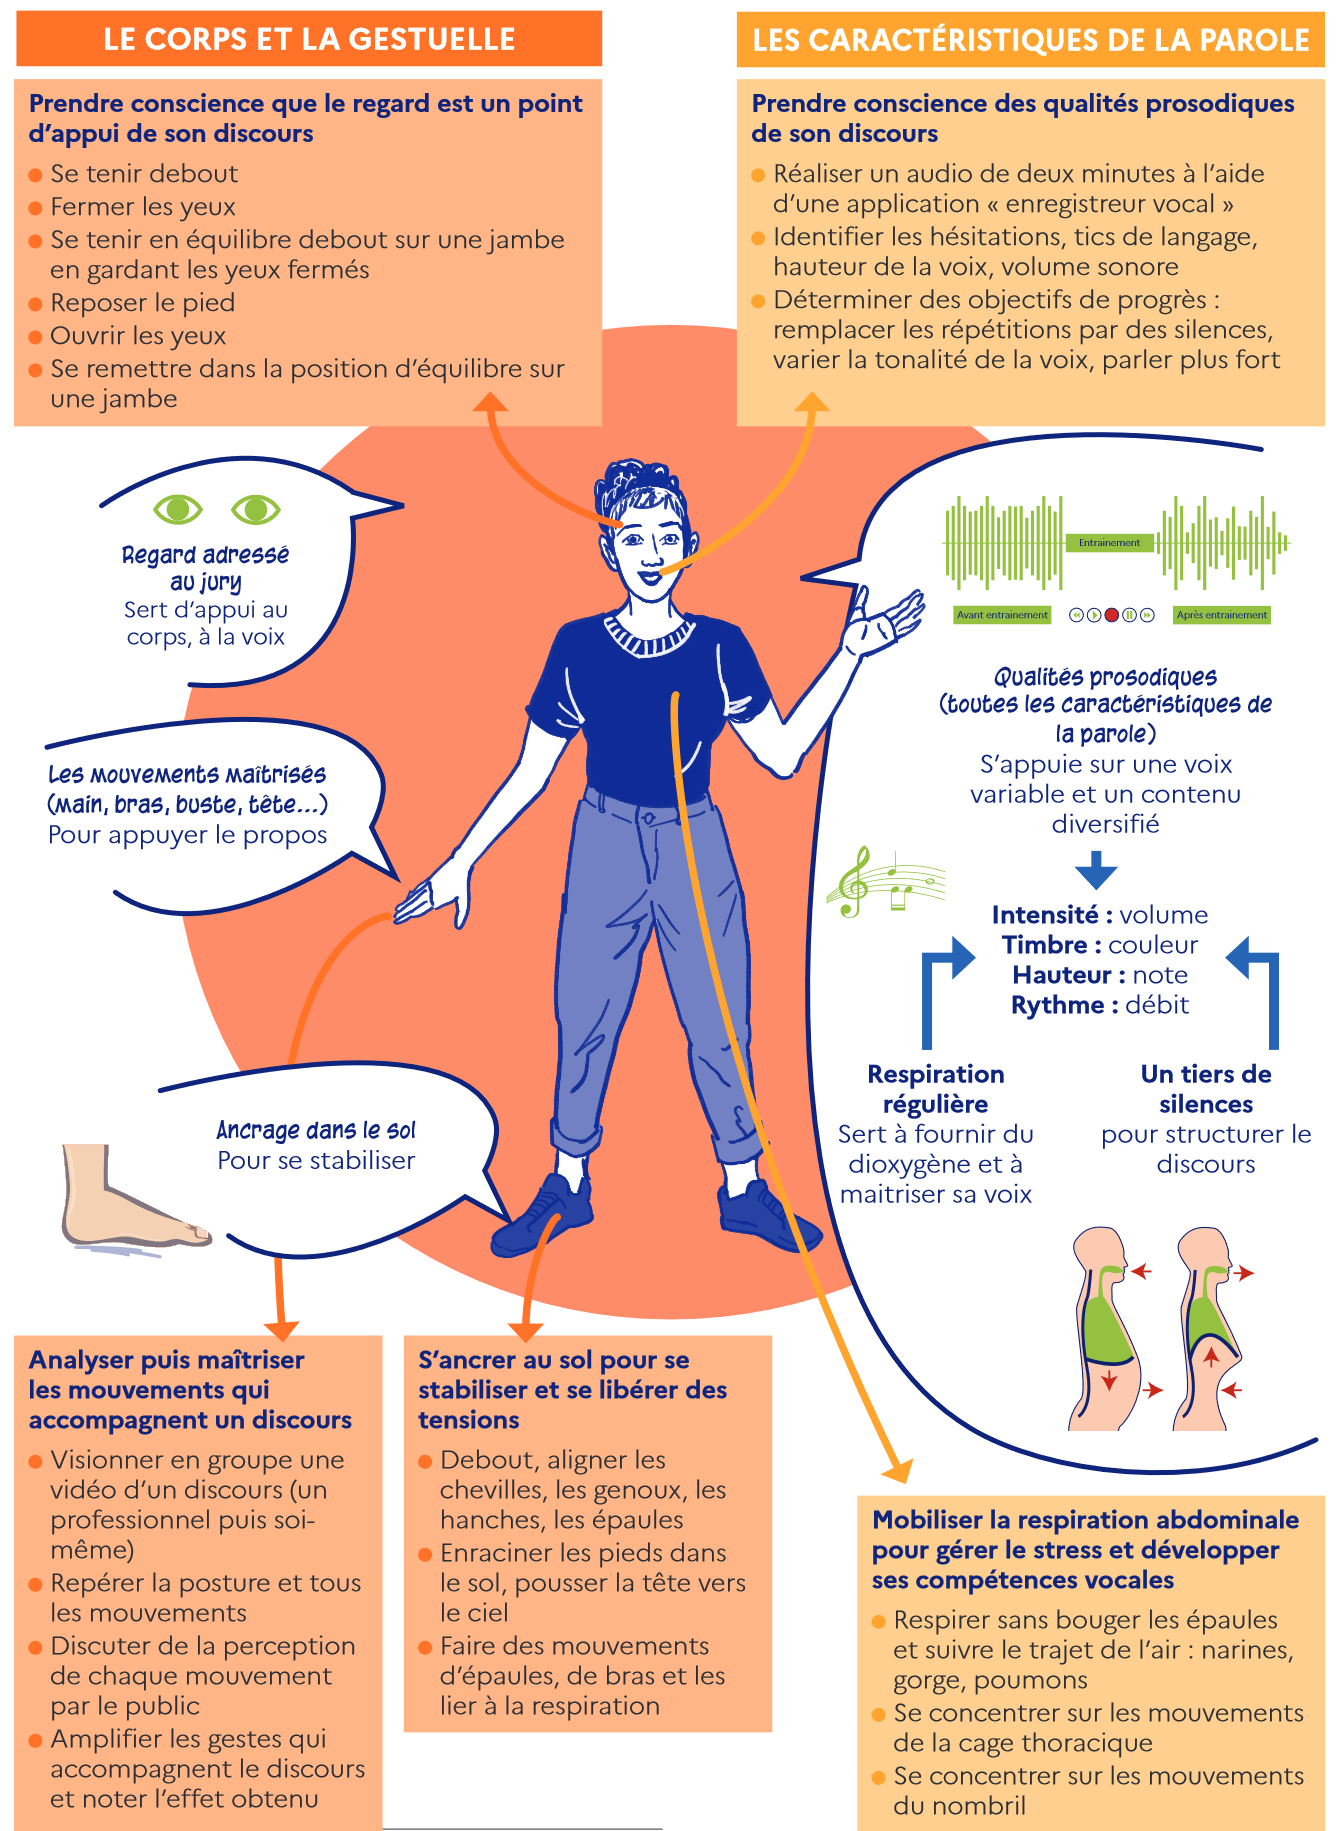 LE CORPS ET LA GESTUELLE
Prendre conscience que le regard est un point
d'appui de son discours
Se tenir debout
Fermer les yeux
Se tenir en équilibre debout sur une jambe
en gardant les yeux fermés
Reposer le pied
Ouvrir les yeux
Se remettre dans la position d'équilibre sur
une jambe
LES CARACTÉRISTIQUES DE LA PAROLE
Prendre conscience des qualités prosodiques
de son discours
Réaliser un audio de deux minutes à l'aide
d'une application « enregistreur vocal »
Identifier les hésitations, tics de langage,
hauteur de la voix, volume sonore
Déterminer des objectifs de progrès :
remplacer les répétitions par des silences,
varier la tonalité de la voix, parler plus fort
Regard adressé
au jury
Sert d'appui au
corps, à la voix
Les mouvements maîtrisés
(main, bras, buste, tête...)
Pour appuyer le propos
Ancrage dans le sol
Pour se stabiliser
Entrainement
Avant entrainement
Après entrainement
Qualités prosodiques
(toutes les caractéristiques de
la parole)
S'appuie sur une voix
variable et un contenu
diversifié
Intensité : volume
Timbre : couleur
Hauteur : note
Rythme : débit
Respiration
régulière
Sert à fournir du
dioxygène et à
maitriser sa voix
Un tiers de
silences
pour structurer le
discours
Analyser puis maîtriser
les mouvements qui
accompagnent un discours
Visionner en groupe une
vidéo d'un discours (un
professionnel puis soi-
même)
Repérer la posture et tous
les mouvements
Discuter de la perception
de chaque mouvement
par le public
Amplifier les gestes qui
accompagnent le discours
et noter l'effet obtenu
S'ancrer au sol pour se
stabiliser et se libérer des
tensions
Debout, aligner les
chevilles, les genoux, les
hanches, les épaules
Enraciner les pieds dans
le sol, pousser la tête vers
le ciel
Faire des mouvements
d'épaules, de bras et les
lier à la respiration
Mobiliser la respiration abdominale
pour gérer le stress et développer
ses compétences vocales
Respirer sans bouger les épaules
et suivre le trajet de l'air : narines,
gorge, poumons
Se concentrer sur les mouvements
de la cage thoracique
Se concentrer sur les mouvements
du nombril